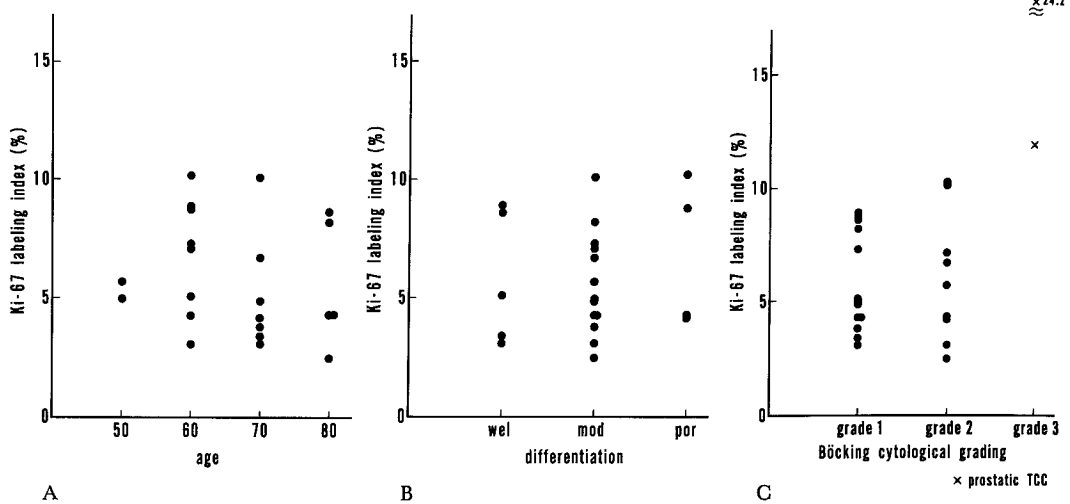 Ki-67 labeling index (%)
15
10
5
0
50 60 70 80
age
A
Ki-67 labeling index (%)
15
10
5
0
wel mod por
differentiation
B
× 24.2
Ki-67 labeling index (%)
15
10
5
0
grade 1 grade 2 grade 3
Böcking cytological grading
× prostatic TCC
C